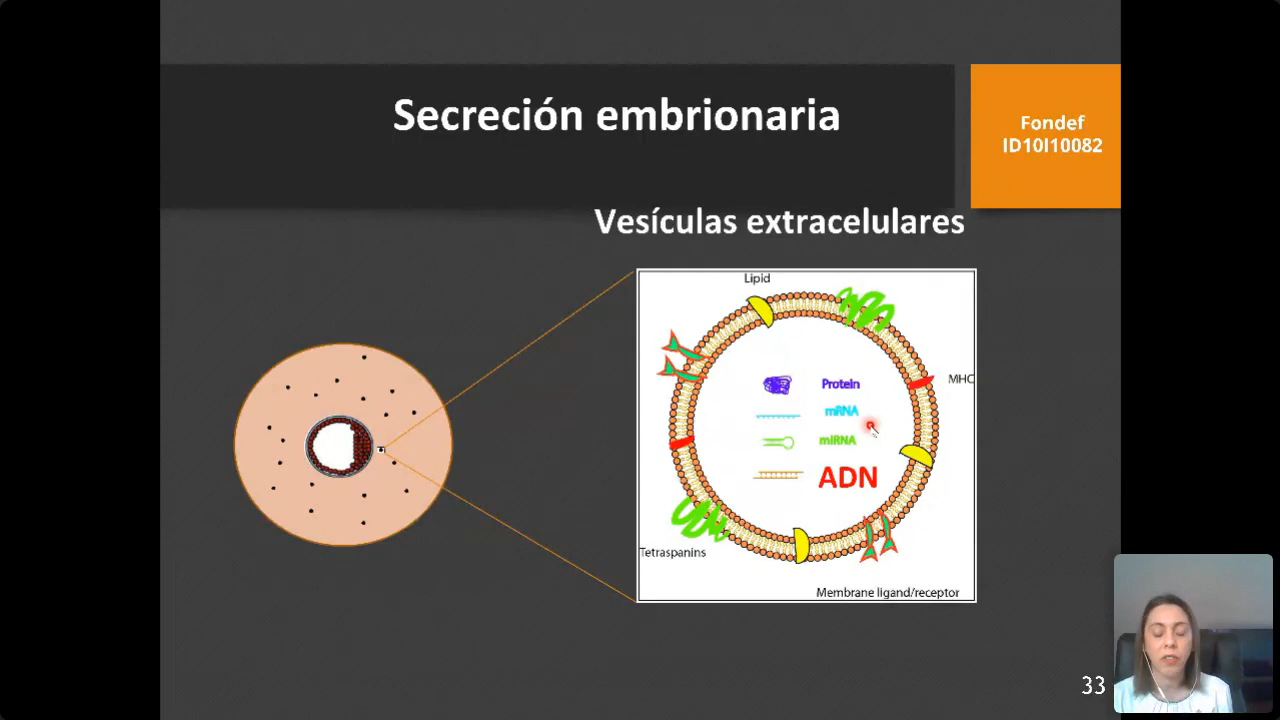 Secreción embrionaria
Fondef
ID10I10082
Vesículas extracelulares
Lipid
MHC
Protein
mRNA
miRNA
ADN
Tetraspanins
Membrane ligand/receptor
33